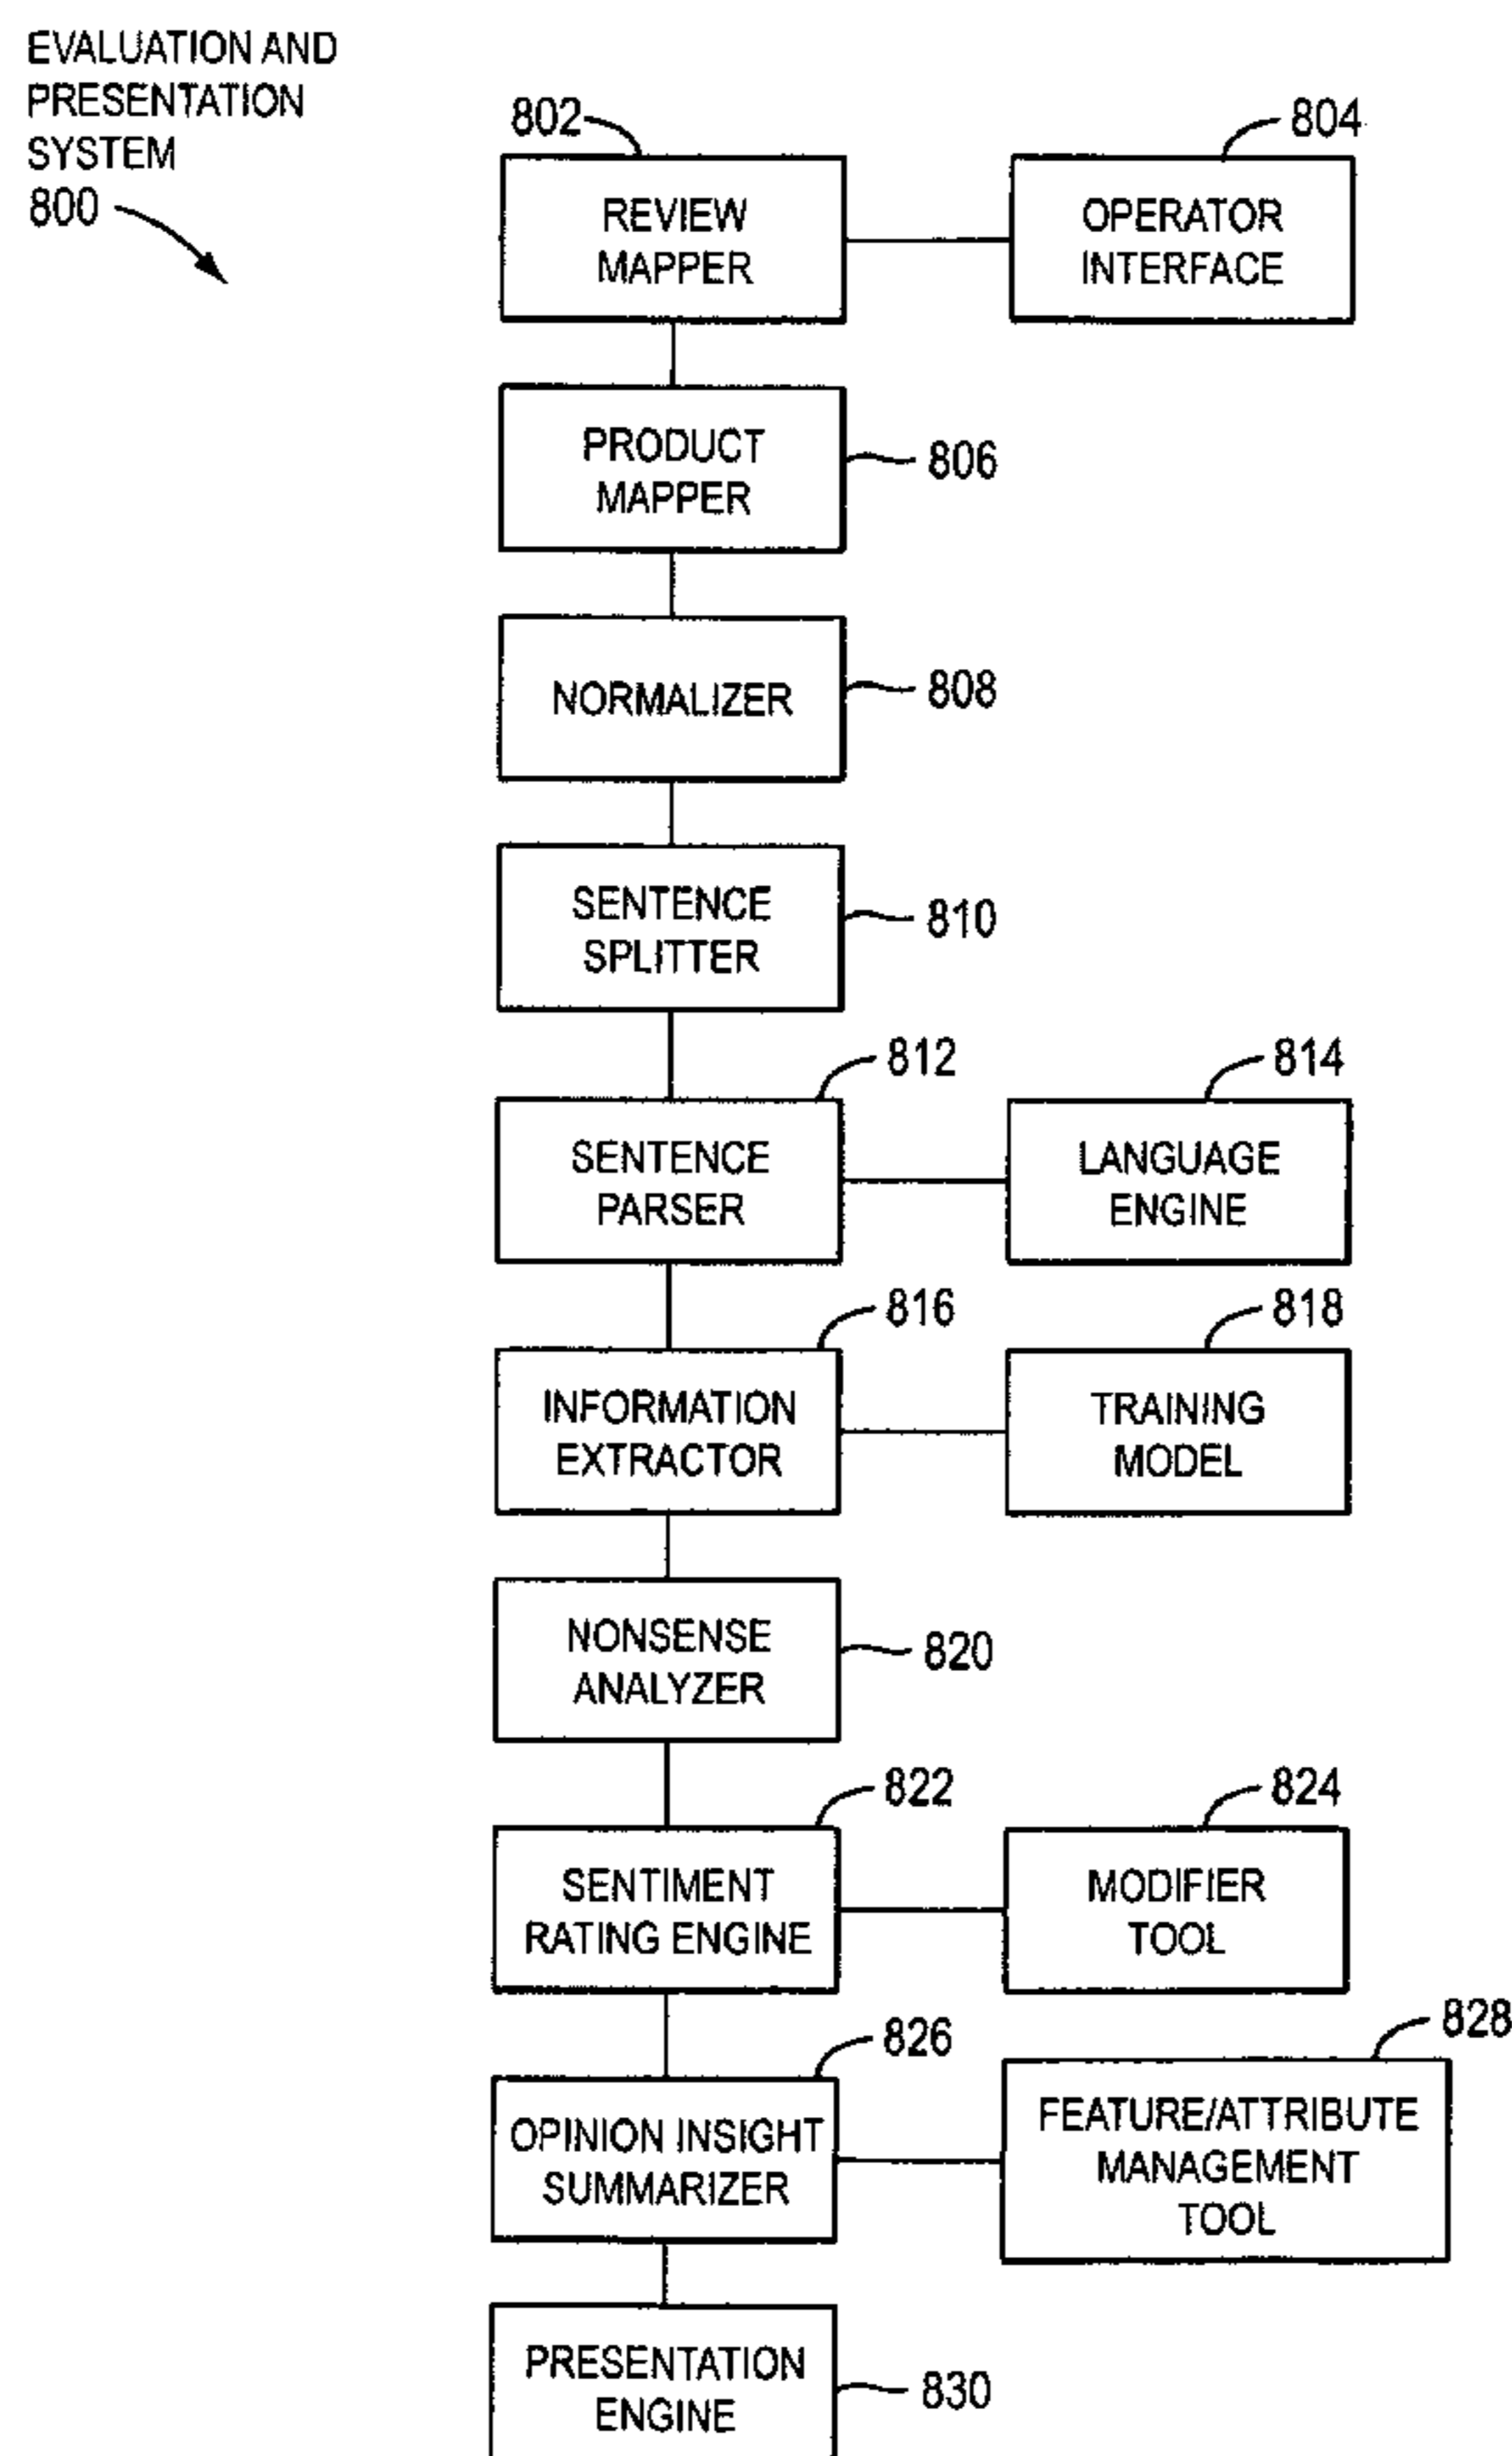 EVALUATION AND
PRESENTATION
SYSTEM
800
802
804
REVIEW
MAPPER
OPERATOR
INTERFACE
PRODUCT
MAPPER
806
NORMALIZER
808
SENTENCE
SPLITTER
810
812
814
SENTENCE
PARSER
LANGUAGE
ENGINE
816
818
INFORMATION
EXTRACTOR
TRAINING
MODEL
NONSENSE
ANALYZER
820
822
824
SENTIMENT
RATING ENGINE
MODIFIER
TOOL
826
828
OPINION INSIGHT
SUMMARIZER
FEATURE/ATTRIBUTE
MANAGEMENT
TOOL
PRESENTATION
ENGINE
830